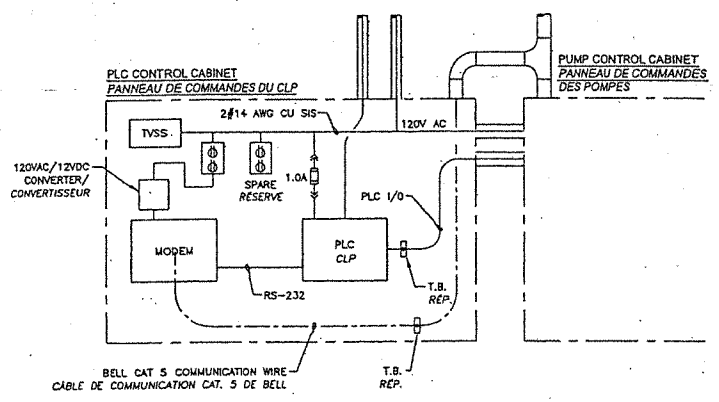 PLC CONTROL CABINET
PANNEAU DE COMMANDES DU CLP
PUMP CONTROL CABINET
PANNEAU DE COMMANDES
DES POMPES
2#14 AWG CU SIS
120V AC
TVSS
120VAC/12VDC
CONVERTER/
CONVERTISSEUR
SPARE
RÉSERVE
1.0A
PLC I/O
MODEM
PLC
CLP
RS-232
T.B.
RÉP.
BELL CAT 5 COMMUNICATION WIRE
CÂBLE DE COMMUNICATION CAT. 5 DE BELL
T.B.
RÉP.